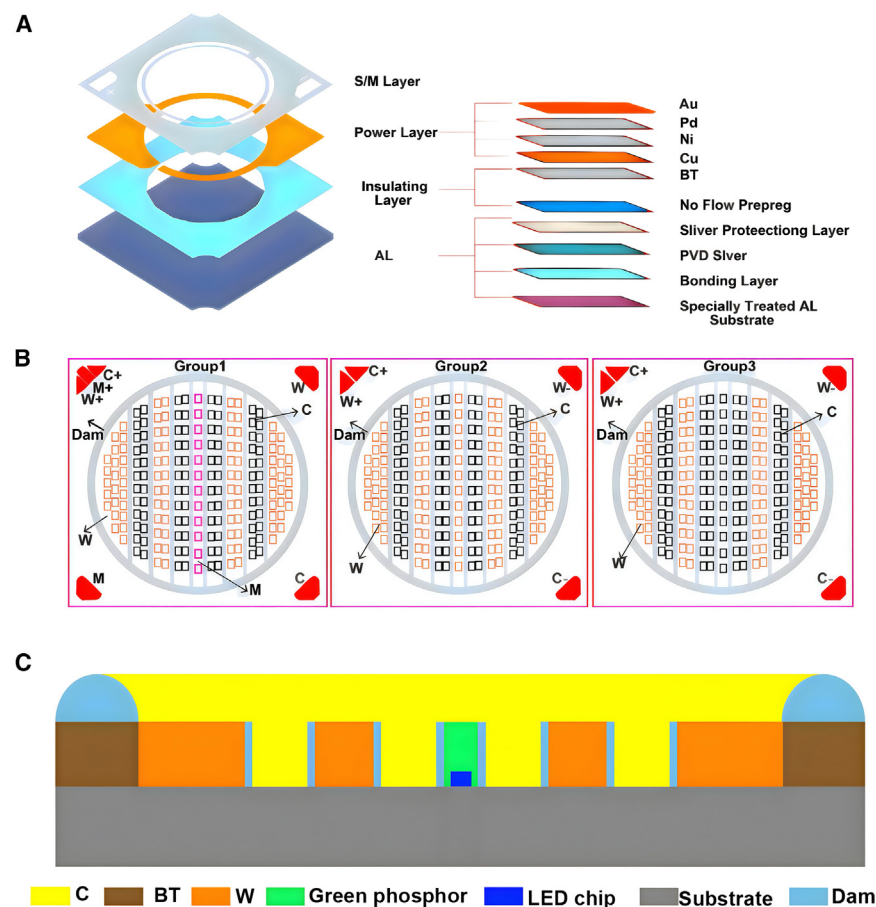 A
S/M Layer
Power Layer
Insulating
Layer
AL
Au
Pd
Ni
Cu
BT
No Flow Prepreg
Sliver Proteectiong Layer
PVD Slver
Bonding Layer
Specially Treated AL
Substrate
B
Group1
C+
M+
W+
W
Dam
C
W
M
M
C
Group2
C+
W+
W-
Dam
C
W
C-
Group3
C+
W+
W-
Dam
C
W
C-
C
C BT W Green phosphor LED chip Substrate Dam